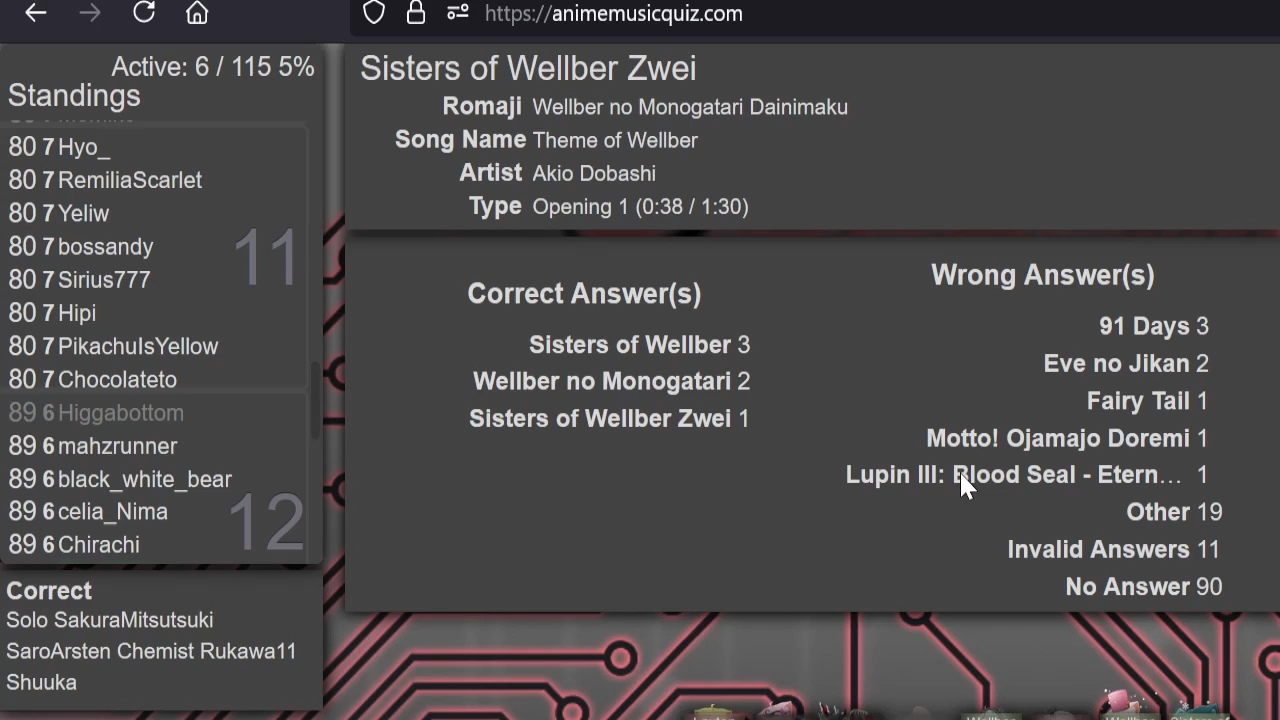 https://animemusicquiz.com
Active: 6 / 115 5%
Standings
80 7 Hyo_
80 7 RemiliaScarlet
80 7 Yeliw
80 7 bossandy
80 7 Sirius777
11
80 7 Hipi
80 7 PikachuIsYellow
80 7 Chocolateto
89 6 Higgabottom
89 6 mahzrunner
89 6 black_white_bear
89 6 celia_Nima
12
89 6 Chirachi
Correct
Solo SakuraMitsutsuki
SaroArsten Chemist Rukawa11
Shuuka
Sisters of Wellber Zwei
Romaji Wellber no Monogatari Dainimaku
Song Name Theme of Wellber
Artist Akio Dobashi
Type Opening 1 (0:38 / 1:30)
Correct Answer(s)
Sisters of Wellber 3
Wellber no Monogatari 2
Sisters of Wellber Zwei 1
Wrong Answer(s)
91 Days 3
Eve no Jikan 2
Fairy Tail 1
Motto! Ojamajo Doremi 1
Lupin III: Blood Seal - Etern... 1
Other 19
Invalid Answers 11
No Answer 90